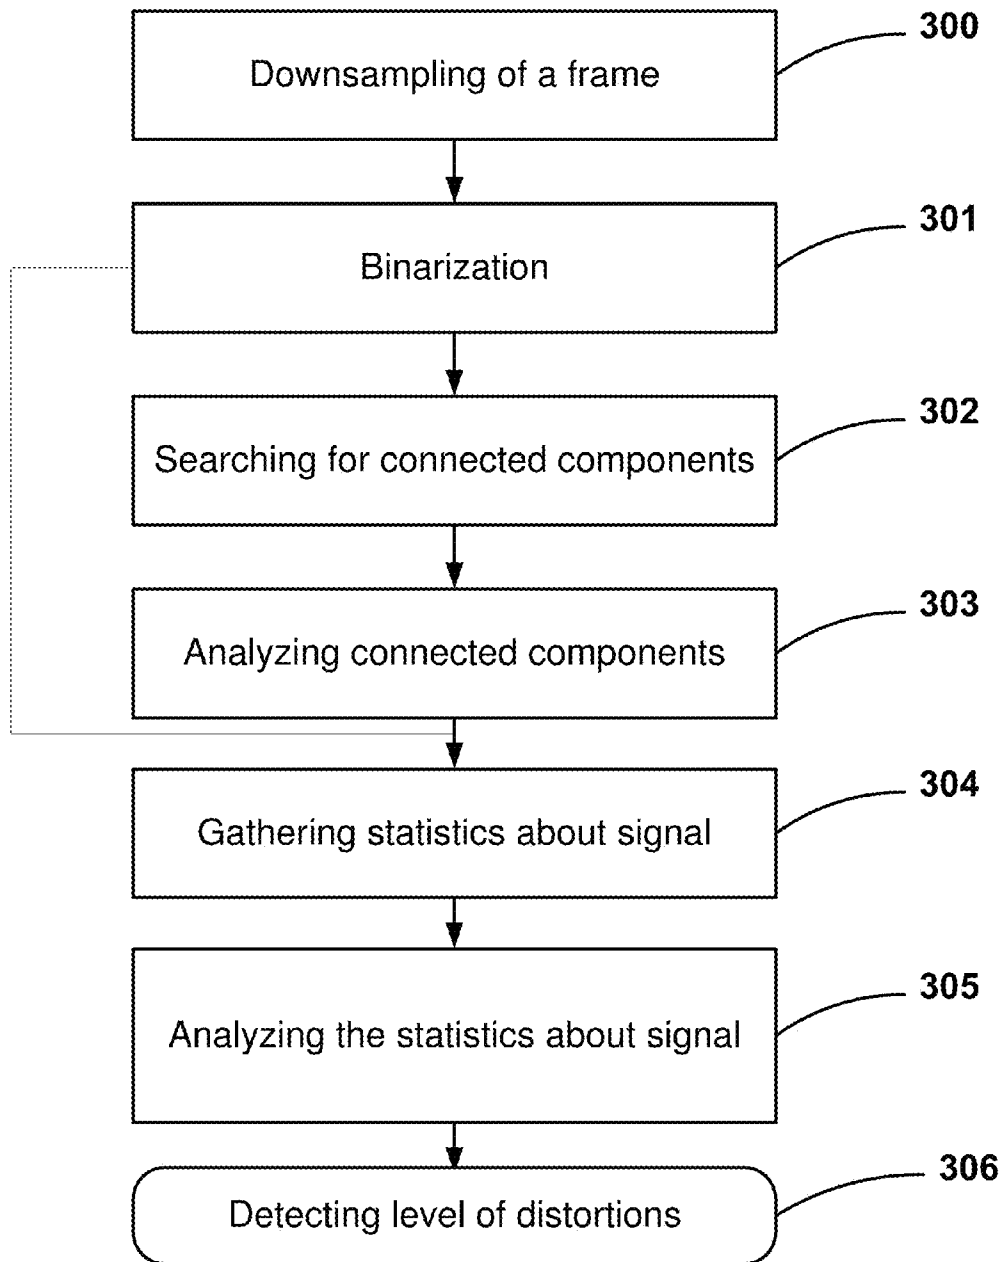 300
Downsampling of a frame
301
Binarization
302
Searching for connected components
303
Analyzing connected components
304
Gathering statistics about signal
305
Analyzing the statistics about signal
306
Detecting level of distortions